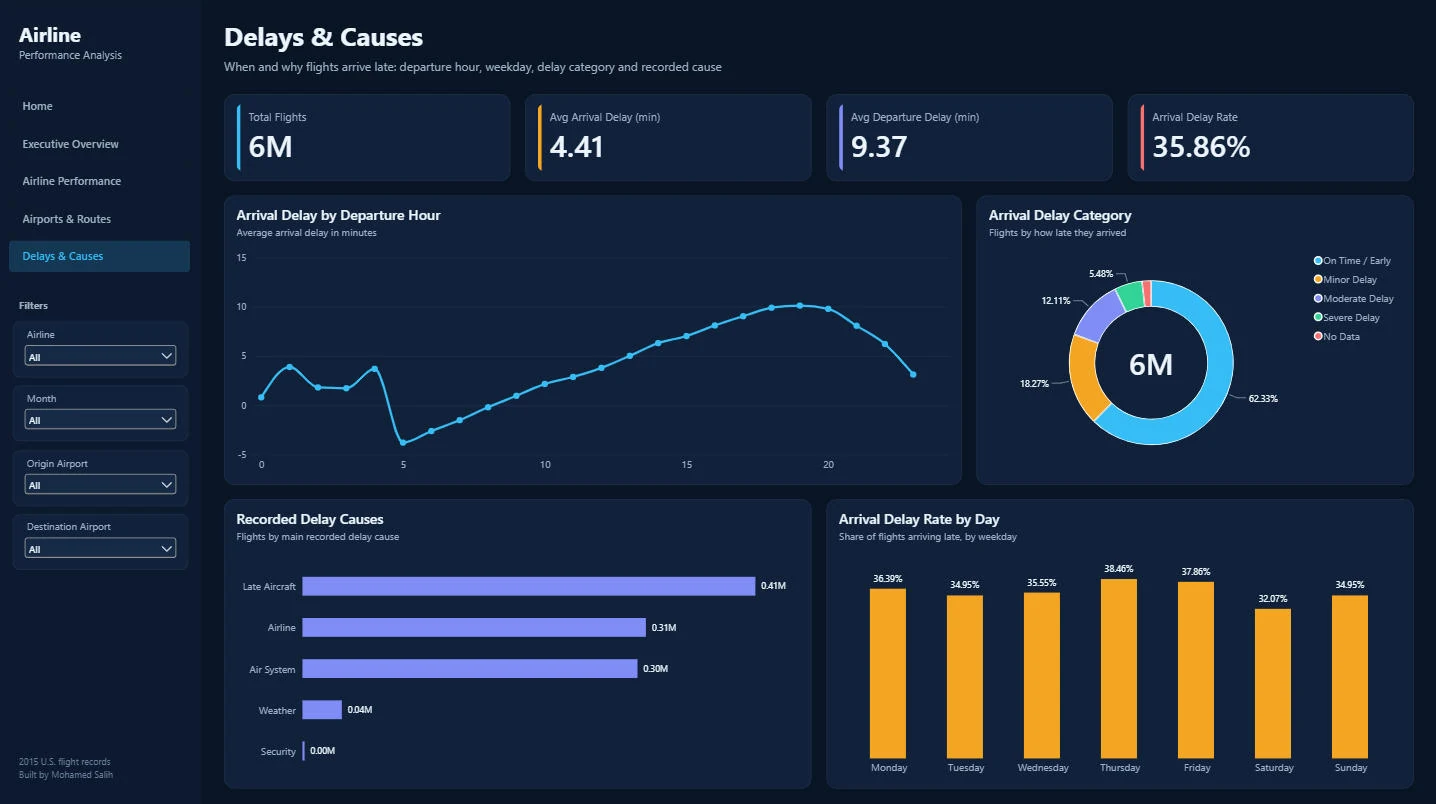 Airline
Performance Analysis
Home
Executive Overview
Airline Performance
Airports & Routes
Delays & Causes
Filters
Airline
All
Month
All
Origin Airport
All
Destination Airport
All
2015 U.S. flight records
Built by Mohamed Salih
Delays & Causes
When and why flights arrive late: departure hour, weekday, delay category and recorded cause
Total Flights
6M
Avg Arrival Delay (min)
4.41
Avg Departure Delay (min)
9.37
Arrival Delay Rate
35.86%
Arrival Delay by Departure Hour
Average arrival delay in minutes
15
10
5
0
-5
0
5
10
15
20
Arrival Delay Category
Flights by how late they arrived
On Time / Early
Minor Delay
Moderate Delay
Severe Delay
No Data
5.48%
12.11%
18.27%
62.33%
6M
Recorded Delay Causes
Flights by main recorded delay cause
Late Aircraft
0.41M
Airline
0.31M
Air System
0.30M
Weather
0.04M
Security
0.00M
Arrival Delay Rate by Day
Share of flights arriving late, by weekday
36.39%
34.95%
35.55%
38.46%
37.86%
32.07%
34.95%
Monday
Tuesday
Wednesday
Thursday
Friday
Saturday
Sunday